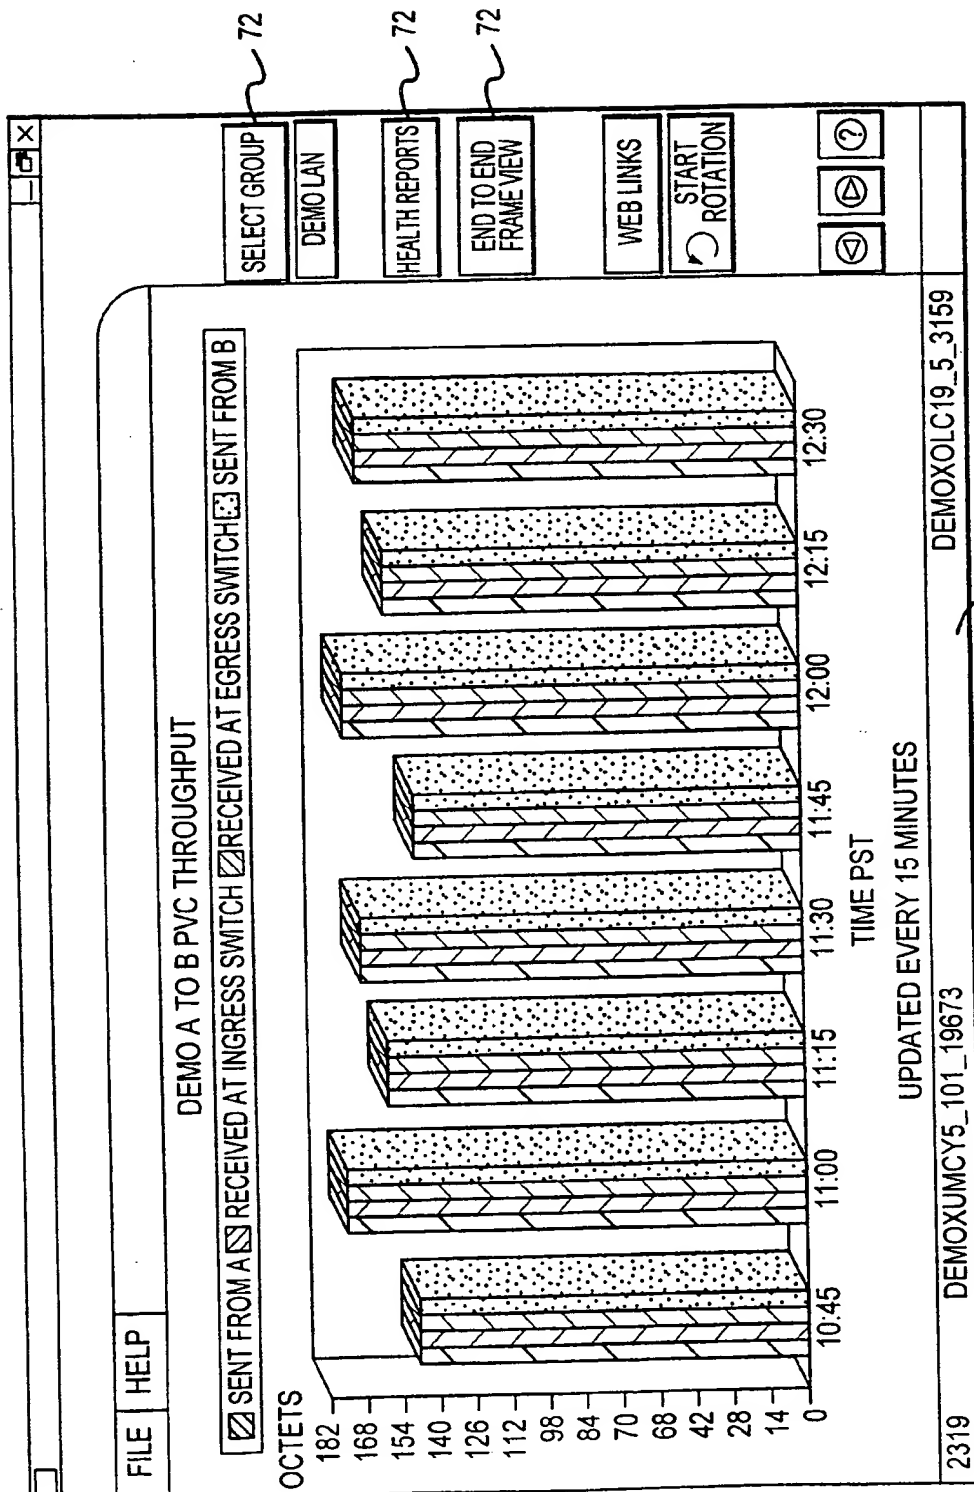 FILE HELP
DEMO A TO B PVC THROUGHPUT
SENT FROM A RECEIVED AT INGRESS SWITCH RECEIVED AT EGRESS SWITCH SENT FROM B
OCTETS
182
168
154
140
126
112
98
84
70
68
42
28
14
0
10:45 11:00 11:15 11:30 11:45 12:00 12:15 12:30
TIME PST
UPDATED EVERY 15 MINUTES
2319 DEMOXUMCY5_101_19673 DEMOXOLC19_5_3159
SELECT GROUP
DEMO LAN
HEALTH REPORTS
END TO END
FRAME VIEW
WEB LINKS
START
ROTATION
?
72
72
72